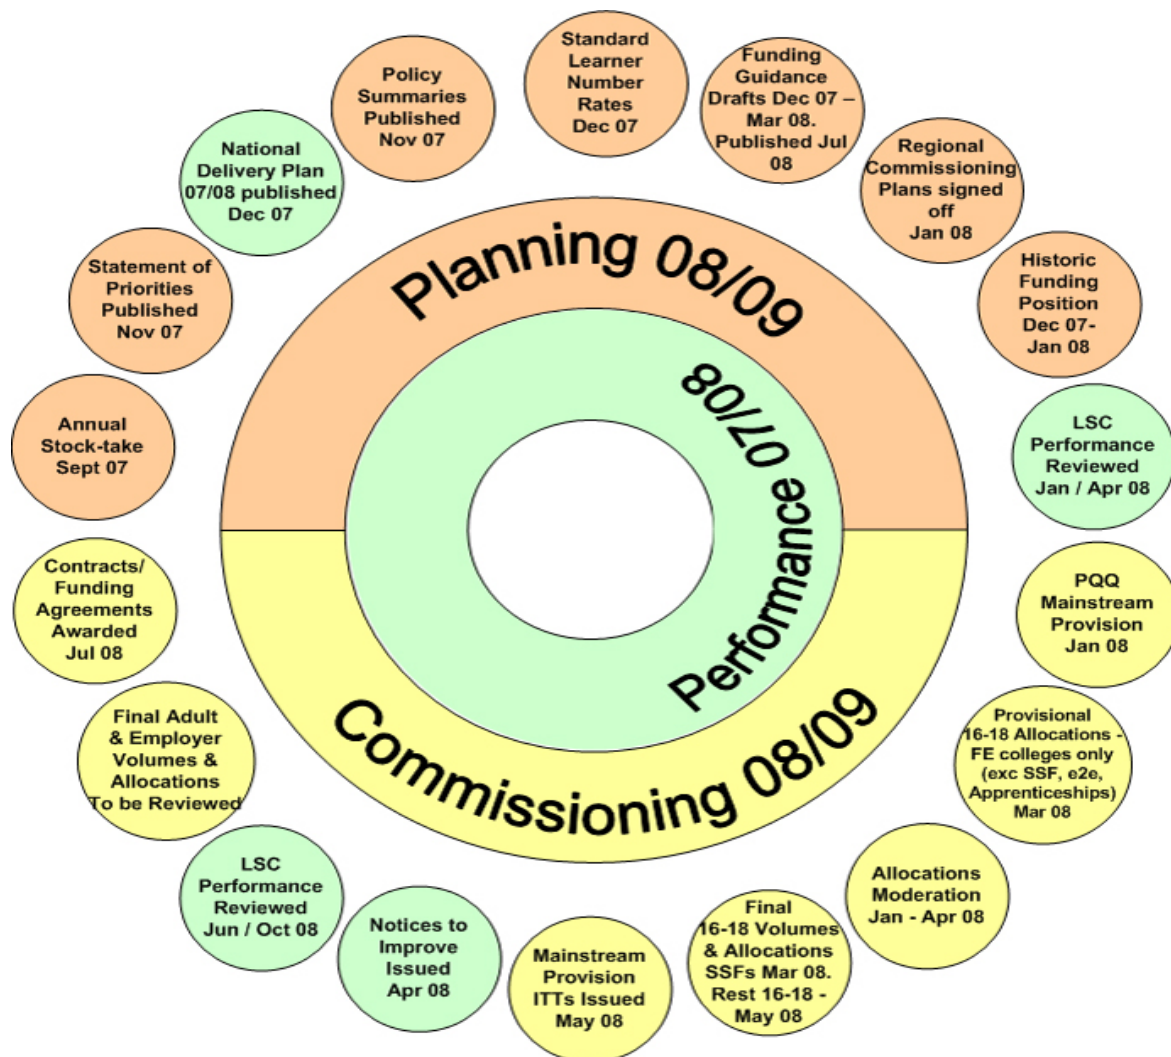 Standard
Learner
Number
Rates
Dec 07
Funding
Guidance
Drafts Dec 07 –
Mar 08.
Published Jul
08
Regional
Commissioning
Plans signed
off
Jan 08
Historic
Funding
Position
Dec 07-
Jan 08
LSC
Performance
Reviewed
Jan / Apr 08
PQQ
Mainstream
Provision
Jan 08
Provisional
16-18 Allocations -
FE colleges only
(exc SSF, e2e,
Apprenticeships)
Mar 08
Allocations
Moderation
Jan - Apr 08
Final
16-18 Volumes
& Allocations
SSFs Mar 08.
Rest 16-18 -
May 08
Mainstream
Provision
ITTs Issued
May 08
Notices to
Improve
Issued
Apr 08
LSC
Performance
Reviewed
Jun / Oct 08
Final Adult
& Employer
Volumes &
Allocations
To be Reviewed
Contracts/
Funding
Agreements
Awarded
Jul 08
Annual
Stock-take
Sept 07
Statement of
Priorities
Published
Nov 07
National
Delivery Plan
07/08 published
Dec 07
Policy
Summaries
Published
Nov 07
Planning 08/09
Performance 07/08
Commissioning 08/09